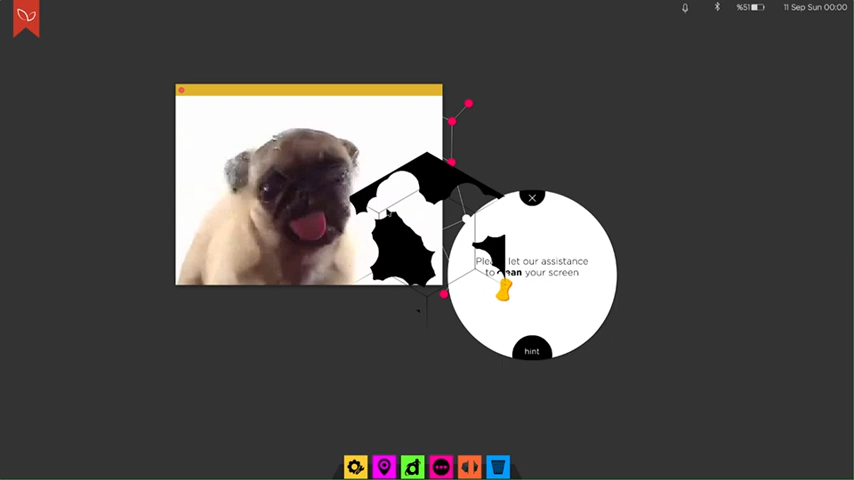 %51 11 Sep Sun 00:00
let our assistance
to your screen
hint